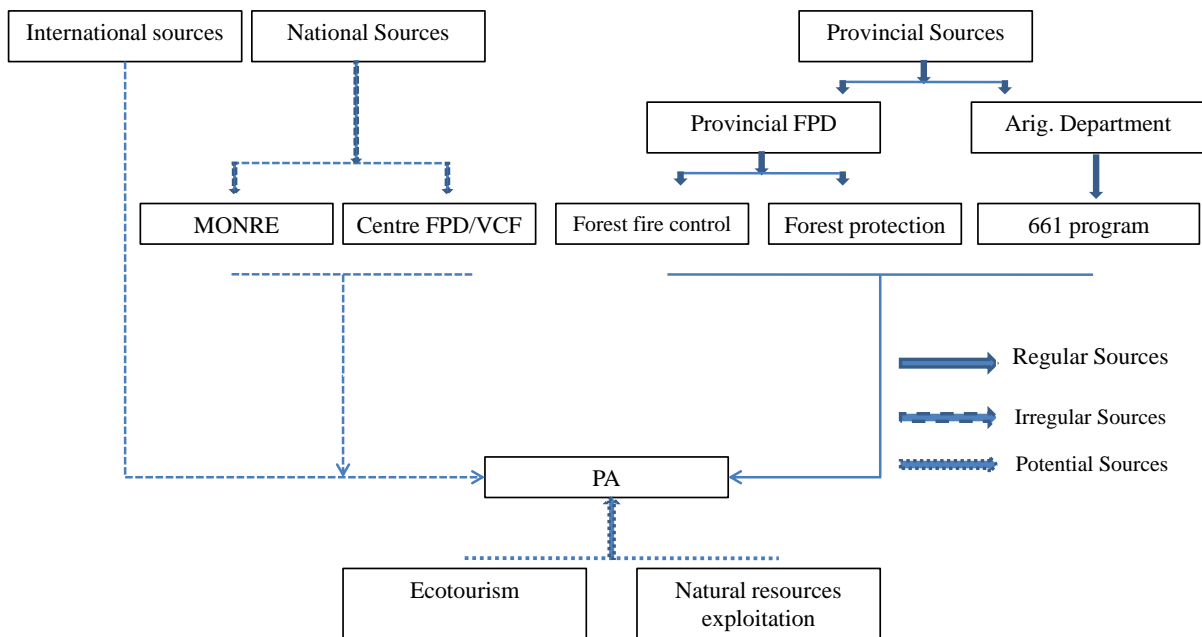 International sources
National Sources
Provincial Sources
Provincial FPD
Arig. Department
MONRE
Centre FPD/VCF
Forest fire control
Forest protection
661 program
Regular Sources
Irregular Sources
Potential Sources
PA
Ecotourism
Natural resources
exploitation